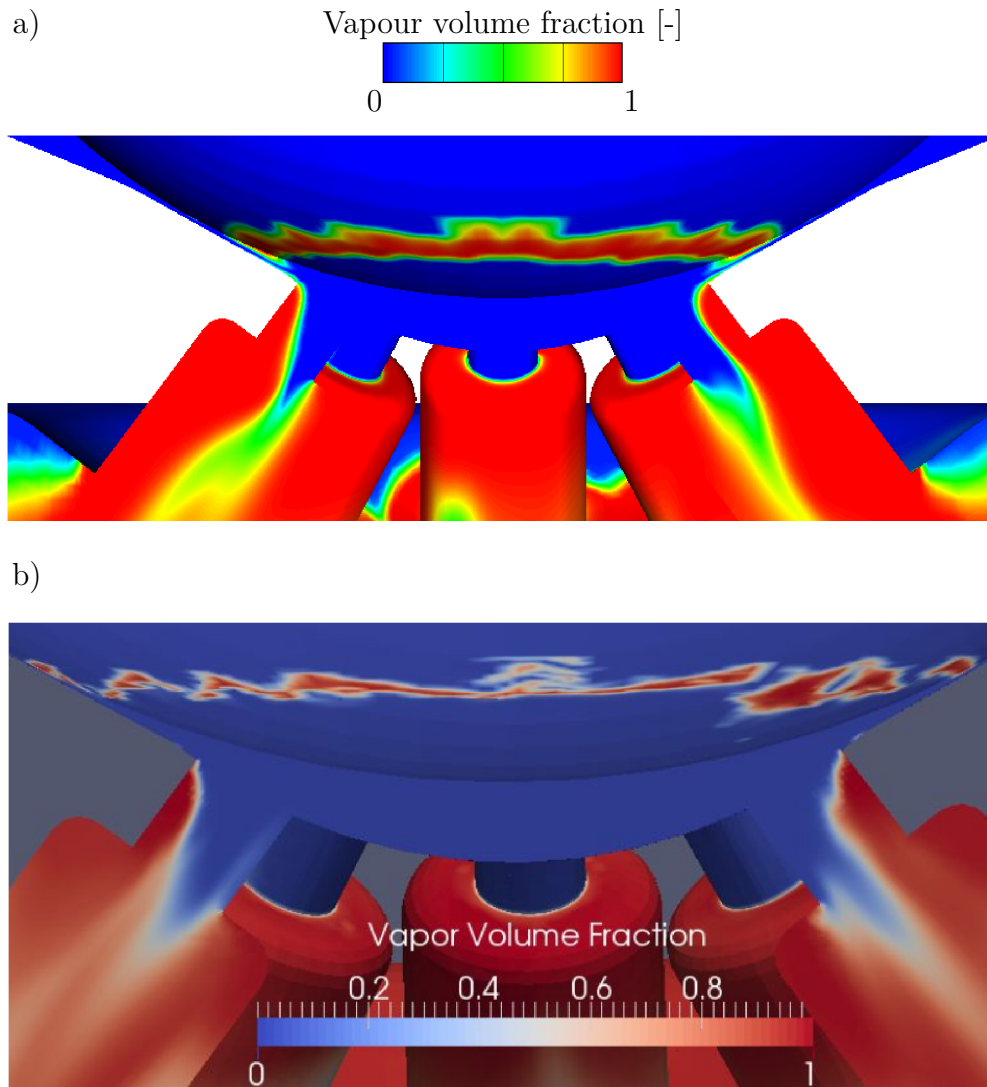 a)
Vapour volume fraction [-]
0 1
b)
Vapor Volume Fraction
0.2 0.4 0.6 0.8
0 1